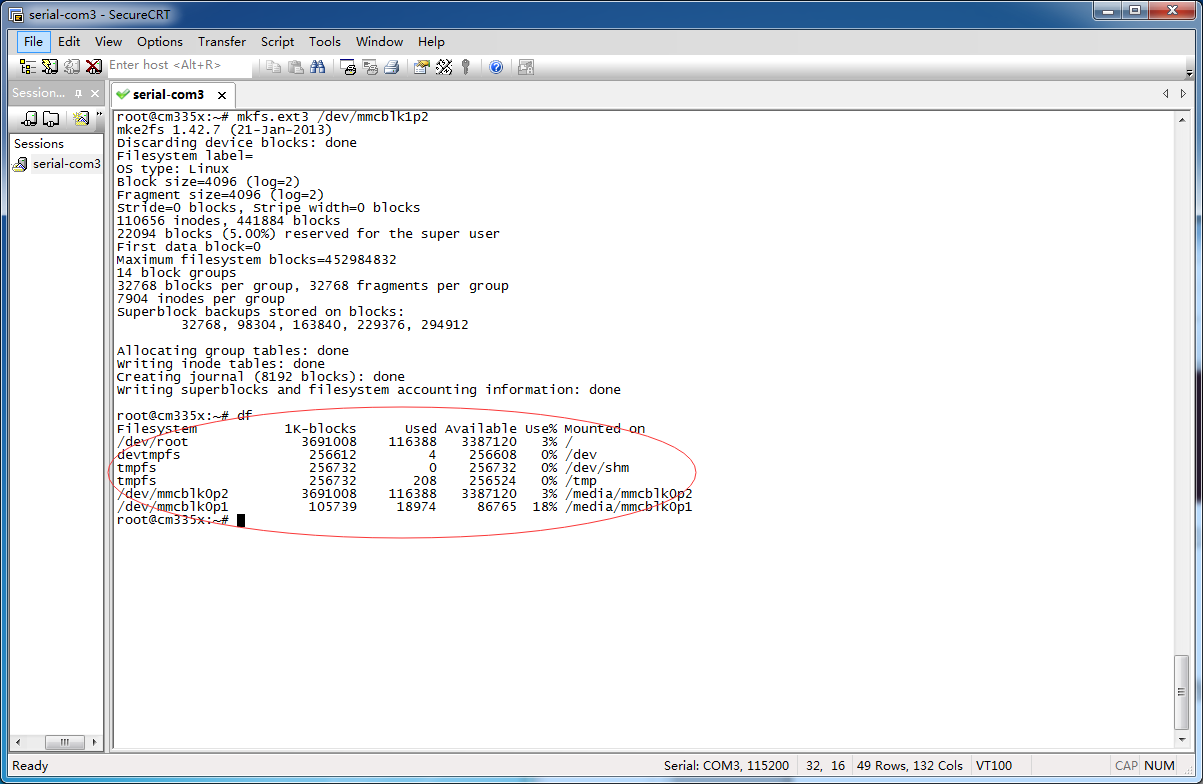 serial-com3 - SecureCRT
File Edit View Options Transfer Script Tools Window Help
Enter host <Alt+R>
Session...
serial-com3
Sessions
serial-com3
root@cm335x:~# mkfs.ext3 /dev/mmcblk1p2
mke2fs 1.42.7 (21-Jan-2013)
Discarding device blocks: done
Filesystem label=
OS type: Linux
Block size=4096 (log=2)
Fragment size=4096 (log=2)
Stride=0 blocks, Stripe width=0 blocks
110656 inodes, 441884 blocks
22094 blocks (5.00%) reserved for the super user
First data block=0
Maximum filesystem blocks=452984832
14 block groups
32768 blocks per group, 32768 fragments per group
7904 inodes per group
Superblock backups stored on blocks:
        32768, 98304, 163840, 229376, 294912
Allocating group tables: done
Writing inode tables: done
Creating journal (8192 blocks): done
Writing superblocks and filesystem accounting information: done
root@cm335x:~# df
Filesystem           1K-blocks      Used Available Use% Mounted on
/dev/root              3691008    116388   3387120   3% /
devtmpfs                256612         4    256608   0% /dev
tmpfs                   256732         0    256732   0% /dev/shm
tmpfs                   256732       208    256524   0% /tmp
/dev/mmcblk0p2         3691008    116388   3387120   3% /media/mmcblk0p2
/dev/mmcblk0p1          105739     18974     86765  18% /media/mmcblk0p1
root@cm335x:~#
Ready Serial: COM3, 115200 32, 16 49 Rows, 132 Cols VT100 CAP NUM